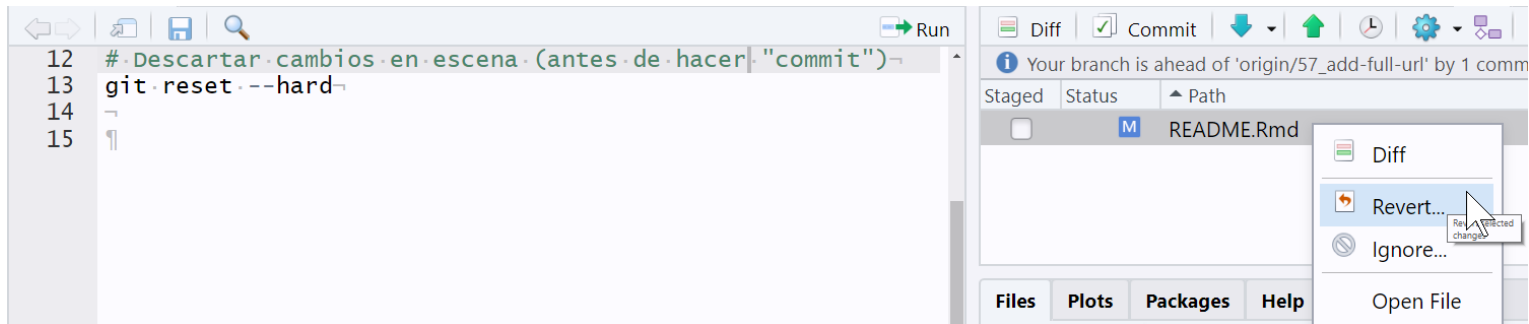 Run
12 # Descartar cambios en escena (antes de hacer "commit")
13 git reset --hard
14
15
Diff Commit
Your branch is ahead of 'origin/57_add-full-url' by 1 comm
Staged Status Path
M README.Rmd
Diff
Revert...
selected
Ignore...
Open File
Files Plots Packages Help